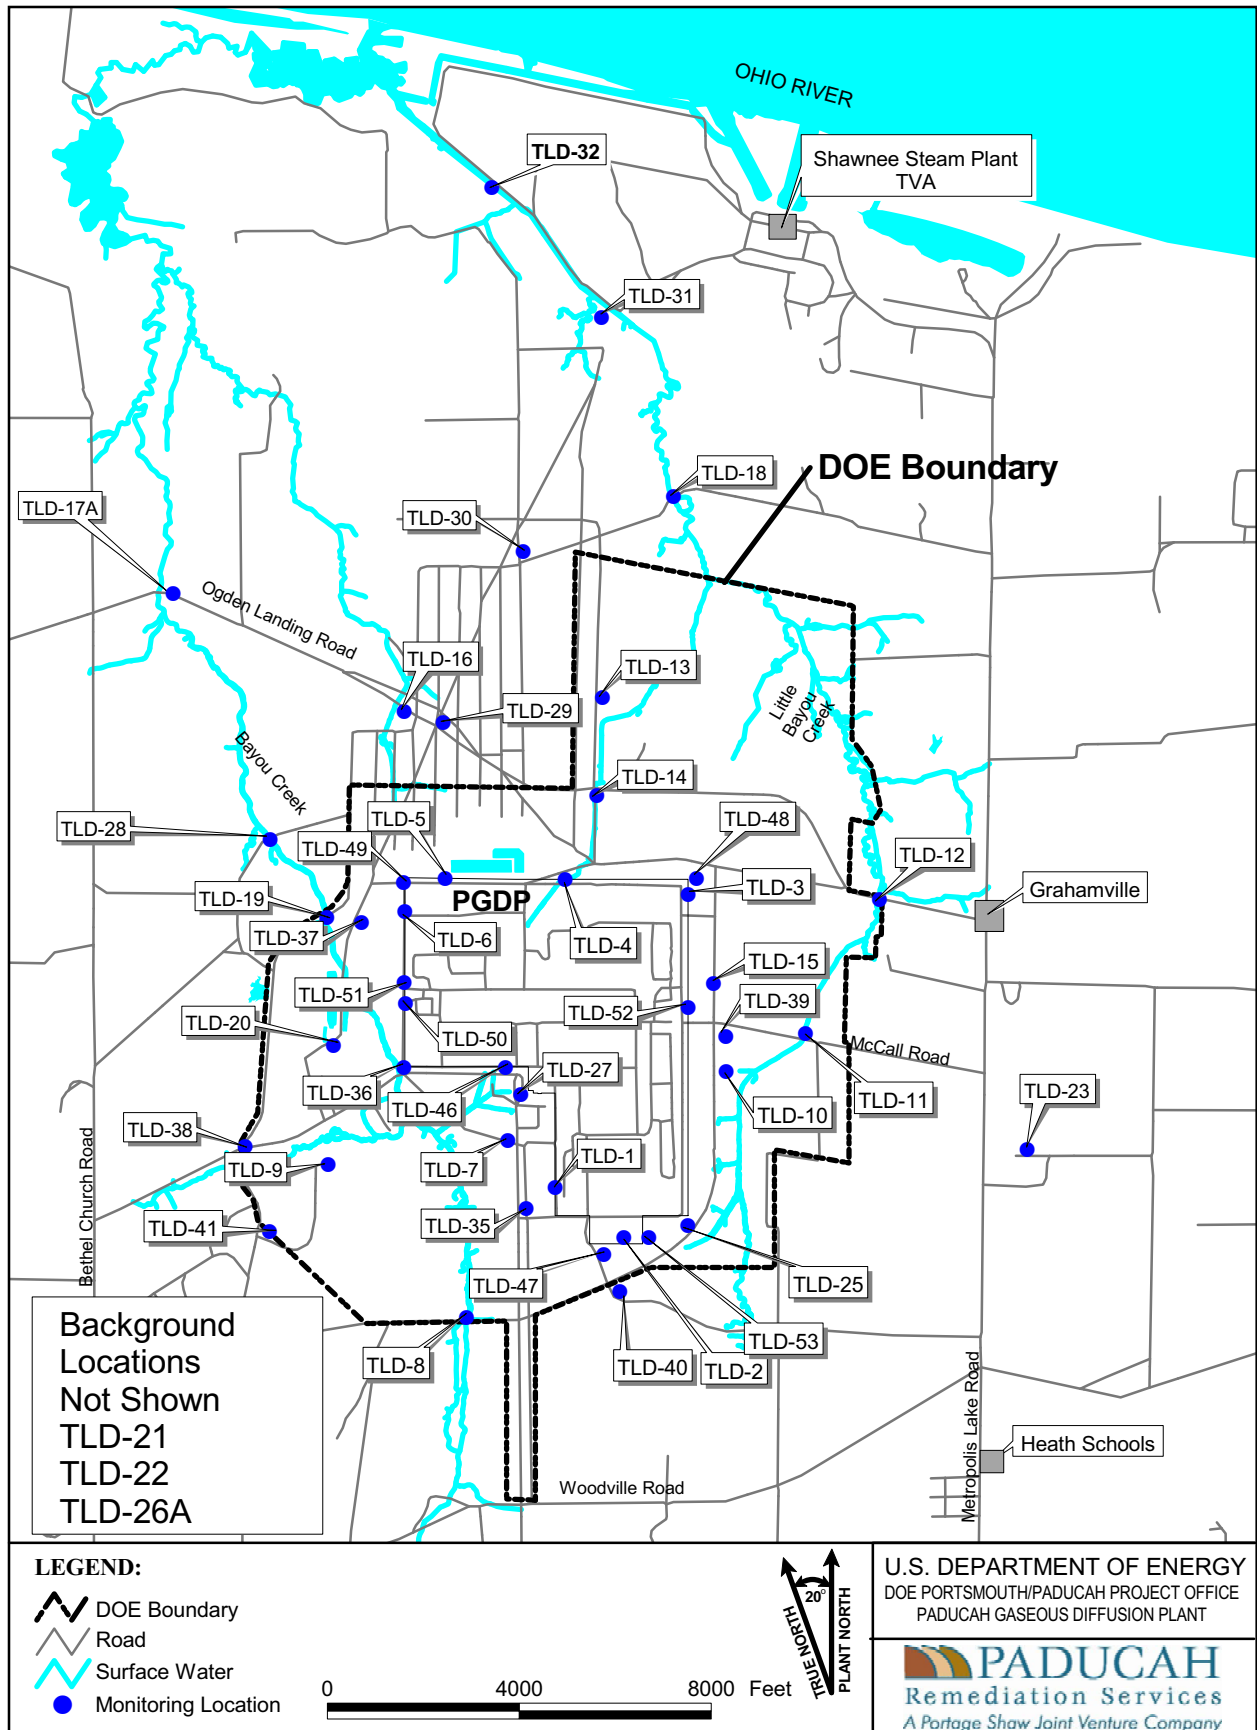 OHIO RIVER
TLD-32
Shawnee Steam Plant
TVA
TLD-31
DOE Boundary
TLD-18
TLD-17A
TLD-30
Ogden Landing Road
TLD-16
TLD-13
TLD-29
Little
Bayou
Creek
Bayou Creek
TLD-14
TLD-28
TLD-5
TLD-48
TLD-49
TLD-12
TLD-3
Grahamville
PGDP
TLD-19
TLD-37
TLD-6
TLD-4
TLD-15
TLD-51
TLD-52
TLD-39
TLD-20
TLD-50
McCall Road
TLD-27
TLD-36
TLD-46
TLD-10
TLD-11
TLD-23
TLD-38
TLD-9
TLD-7
TLD-1
Bethel Church Road
TLD-41
TLD-35
TLD-47
TLD-25
TLD-53
TLD-8
TLD-40
TLD-2
Background
Locations
Not Shown
TLD-21
TLD-22
TLD-26A
Metropolis Lake Road
Heath Schools
Woodville Road
LEGEND:
DOE Boundary
Road
Surface Water
Monitoring Location
0 4000 8000 Feet
TRUE NORTH
20°
PLANT NORTH
U.S. DEPARTMENT OF ENERGY
DOE PORTSMOUTH/PADUCAH PROJECT OFFICE
PADUCAH GASEOUS DIFFUSION PLANT
PADUCAH
Remediation Services
A Portage Shaw Joint Venture Company